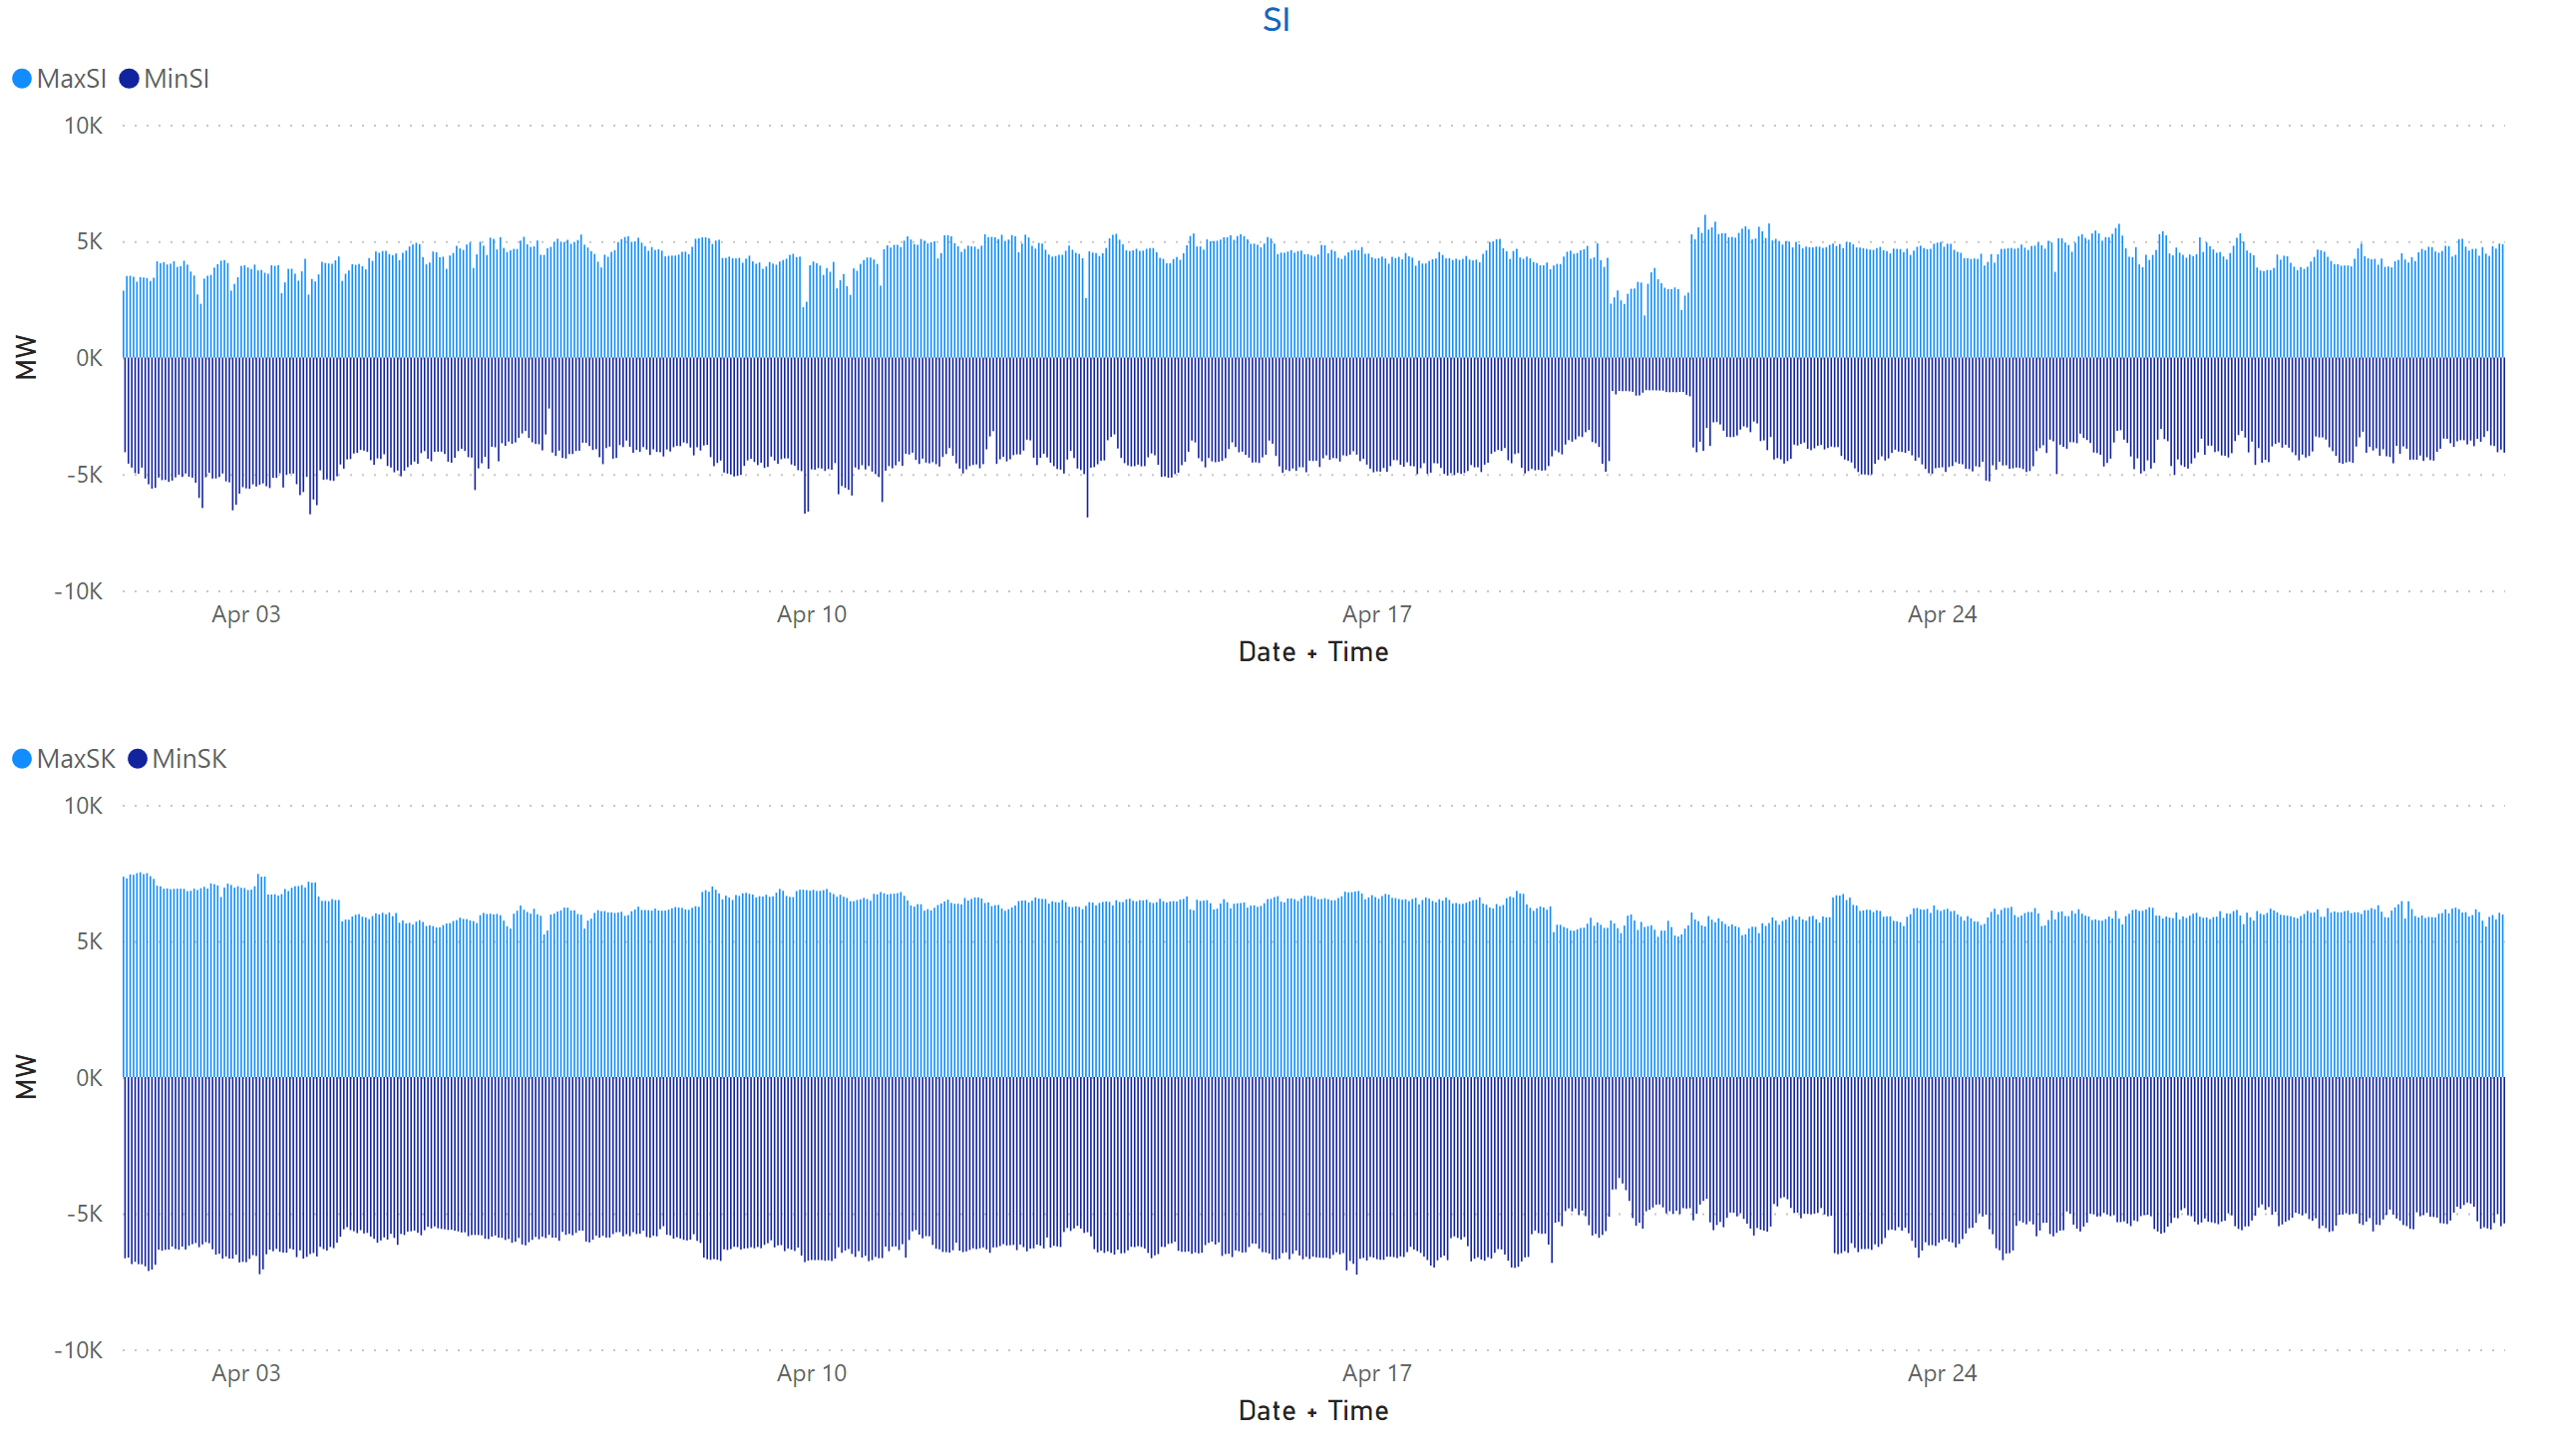 SI
MaxSI MinSI
10K
5K
0K
-5K
-10K
MW
Apr 03 Apr 10 Apr 17 Apr 24
Date + Time
MaxSK MinSK
10K
5K
0K
-5K
-10K
MW
Apr 03 Apr 10 Apr 17 Apr 24
Date + Time